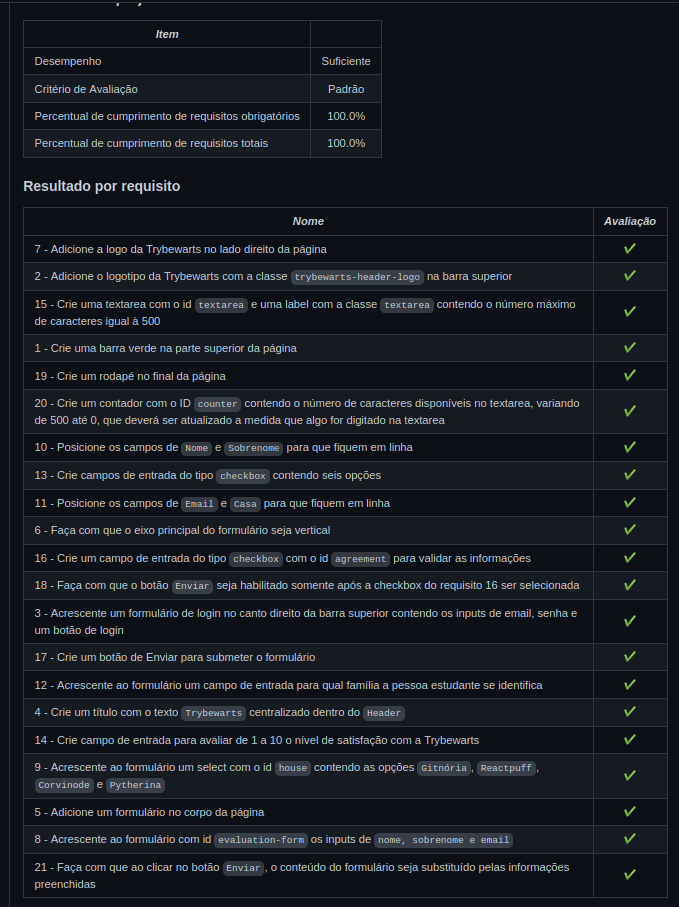 Item
Desempenho Suficiente
Critério de Avaliação Padrão
Percentual de cumprimento de requisitos obrigatórios 100.0%
Percentual de cumprimento de requisitos totais 100.0%
Resultado por requisito
Nome Avaliação
7 - Adicione a logo da Trybewarts no lado direito da página
2 - Adicione o logotipo da Trybewarts com a classe trybewarts-header-logo na barra superior
15 - Crie uma textarea com o id textarea e uma label com a classe textarea contendo o número máximo
de caracteres igual à 500
1 - Crie uma barra verde na parte superior da página
19 - Crie um rodapé no final da página
20 - Crie um contador com o ID counter contendo o número de caracteres disponíveis no textarea, variando
de 500 até 0, que deverá ser atualizado a medida que algo for digitado na textarea
10 - Posicione os campos de Nome e Sobrenome para que fiquem em linha
13 - Crie campos de entrada do tipo checkbox contendo seis opções
11 - Posicione os campos de Email e Casa para que fiquem em linha
6 - Faça com que o eixo principal do formulário seja vertical
16 - Crie um campo de entrada do tipo checkbox com o id agreement para validar as informações
18 - Faça com que o botão Enviar seja habilitado somente após a checkbox do requisito 16 ser selecionada
3 - Acrescente um formulário de login no canto direito da barra superior contendo os inputs de email, senha e
um botão de login
17 - Crie um botão de Enviar para submeter o formulário
12 - Acrescente ao formulário um campo de entrada para qual família a pessoa estudante se identifica
4 - Crie um título com o texto Trybewarts centralizado dentro do Header
14 - Crie campo de entrada para avaliar de 1 a 10 o nível de satisfação com a Trybewarts
9 - Acrescente ao formulário um select com o id house contendo as opções Gitnória, Reactpuff,
Corvinode e Pytherina
5 - Adicione um formulário no corpo da página
8 - Acrescente ao formulário com id evaluation-form os inputs de nome, sobrenome e email
21 - Faça com que ao clicar no botão Enviar, o conteúdo do formulário seja substituído pelas informações
preenchidas